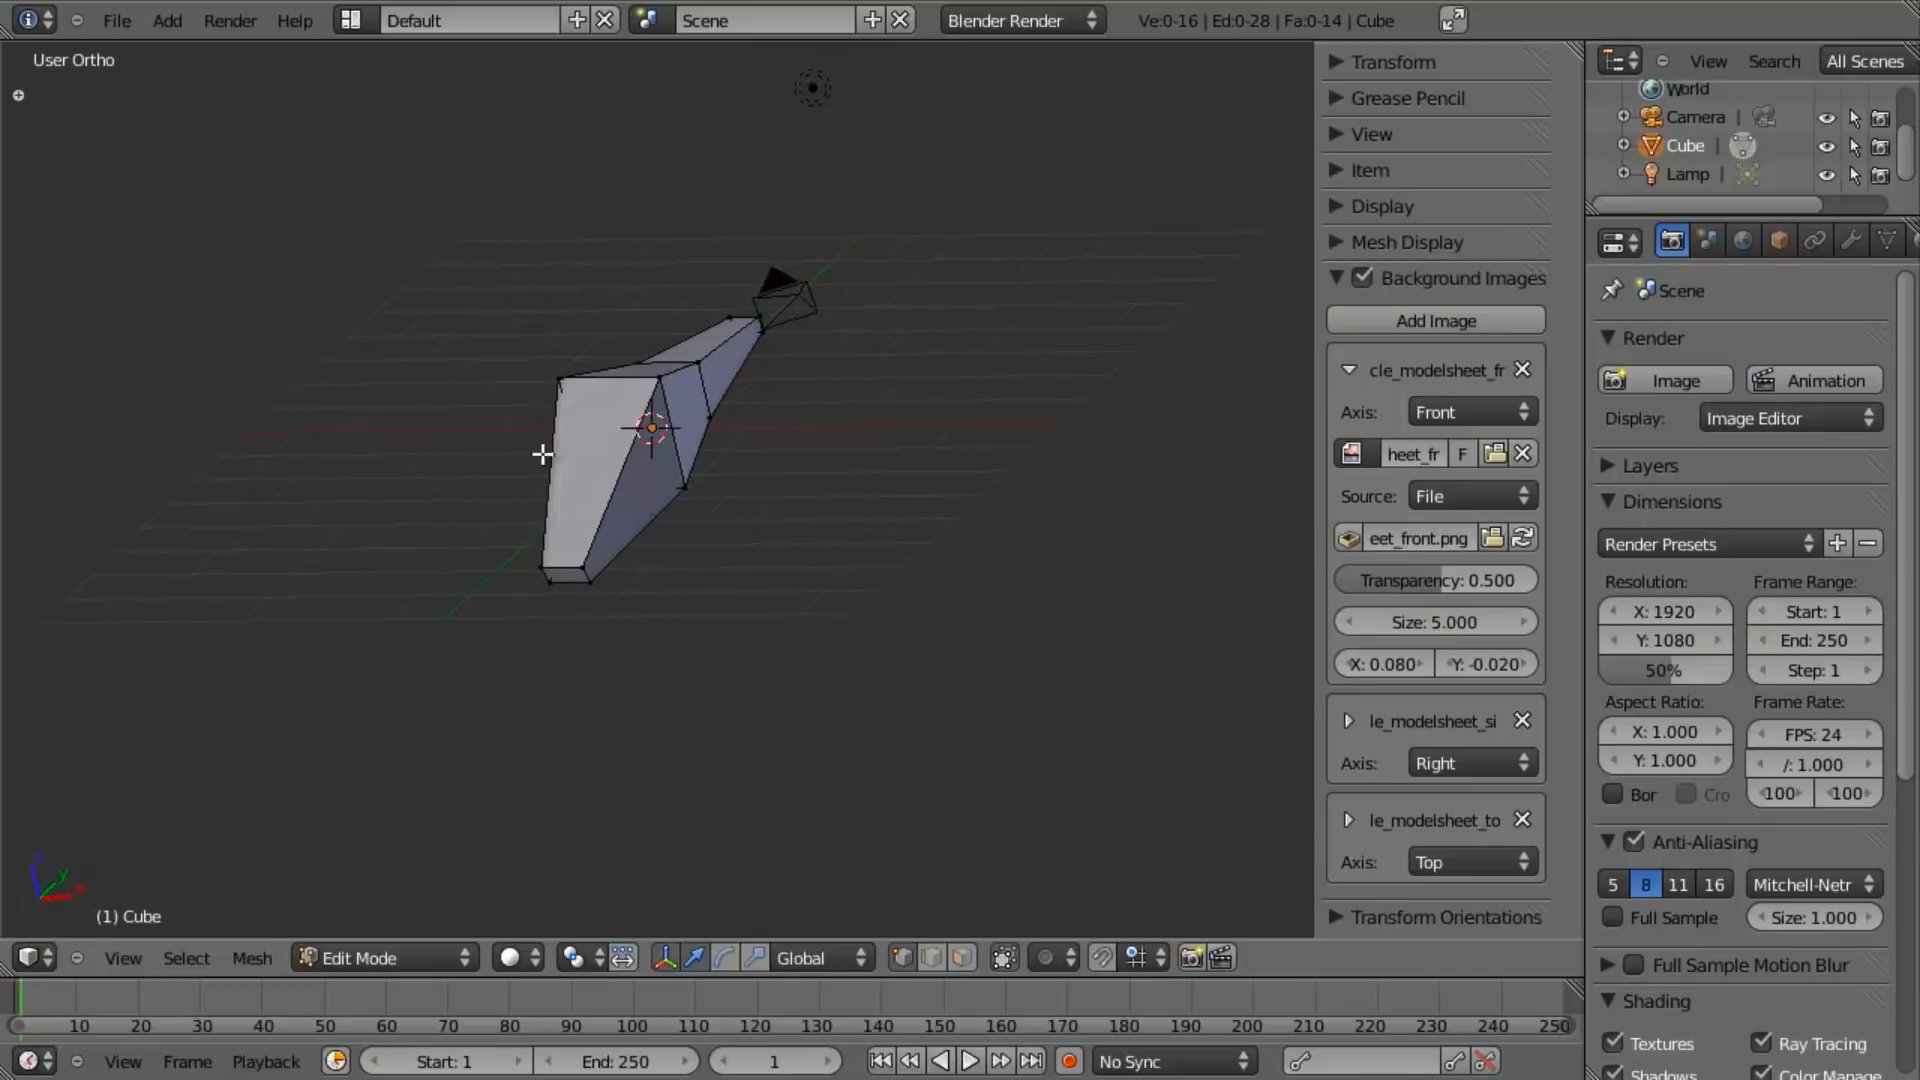 File Add Render Help Default Scene Blender Render Ve:0-16 | Ed:0-28 | Fa:0-14 | Cube
User Ortho
(1) Cube
Transform
Grease Pencil
View
Item
Display
Mesh Display
Background Images
Add Image
cle_modelsheet_fr
Axis: Front
heet_fr F
Source: File
eet_front.png
Transparency: 0.500
Size: 5.000
X: 0.080 Y: -0.020
le_modelsheet_si
Axis: Right
le_modelsheet_to
Axis: Top
Transform Orientations
View Search All Scenes
World
Camera
Cube
Lamp
Scene
Render
Image Animation
Display: Image Editor
Layers
Dimensions
Render Presets
Resolution: Frame Range:
X: 1920 Start: 1
Y: 1080 End: 250
50% Step: 1
Aspect Ratio: Frame Rate:
X: 1.000 FPS: 24
Y: 1.000 /: 1.000
Bor Cro 100 100
Anti-Aliasing
5 8 11 16 Mitchell-Netr
Full Sample Size: 1.000
Full Sample Motion Blur
Shading
Textures Ray Tracing
Shadows Color Manage
View Select Mesh Edit Mode Global
10 20 30 40 50 60 70 80 90 100 110 120 130 140 150 160 170 180 190 200 210 220 230 240 250
View Frame Playback Start: 1 End: 250 1 No Sync